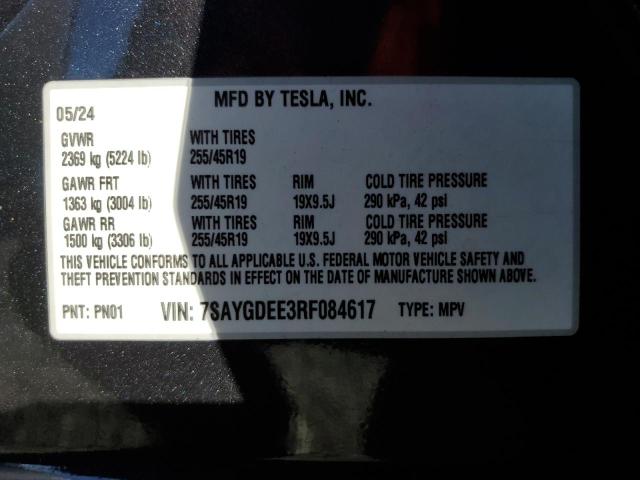 MFD BY TESLA, INC.
05/24
GVWR WITH TIRES
2369 kg (5224 lb) 255/45R19
GAWR FRT WITH TIRES RIM COLD TIRE PRESSURE
1363 kg (3004 lb) 255/45R19 19X9.5J 290 kPa, 42 psi
GAWR RR WITH TIRES RIM COLD TIRE PRESSURE
1500 kg (3306 lb) 255/45R19 19X9.5J 290 kPa, 42 psi
THIS VEHICLE CONFORMS TO ALL APPLICABLE U.S. FEDERAL MOTOR VEHICLE SAFETY AND
THEFT PREVENTION STANDARDS IN EFFECT ON THE DATE OF MANUFACTURE SHOWN ABOVE.
PNT: PN01 VIN: 7SAYGDEE3RF084617 TYPE: MPV